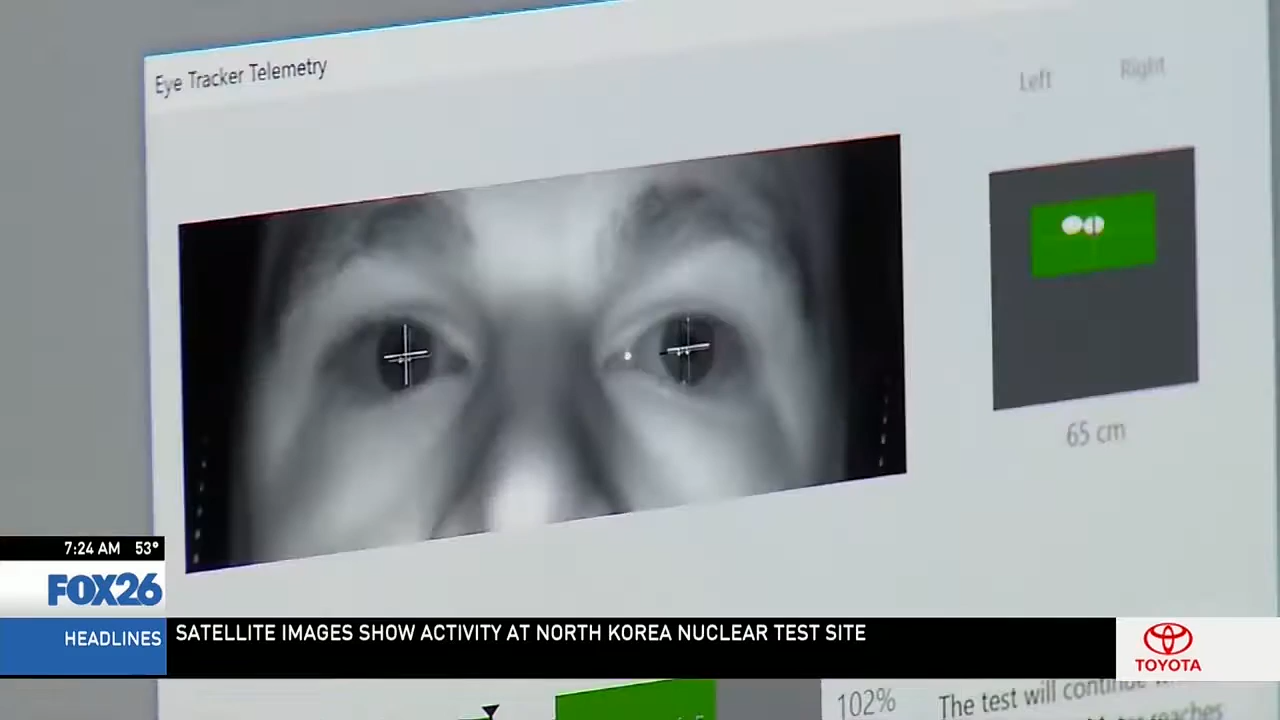 Eye Tracker Telemetry
Left
Right
65 cm
7:24 AM 53°
FOX26
HEADLINES
SATELLITE IMAGES SHOW ACTIVITY AT NORTH KOREA NUCLEAR TEST SITE
TOYOTA
102%
The test will continue
reaches